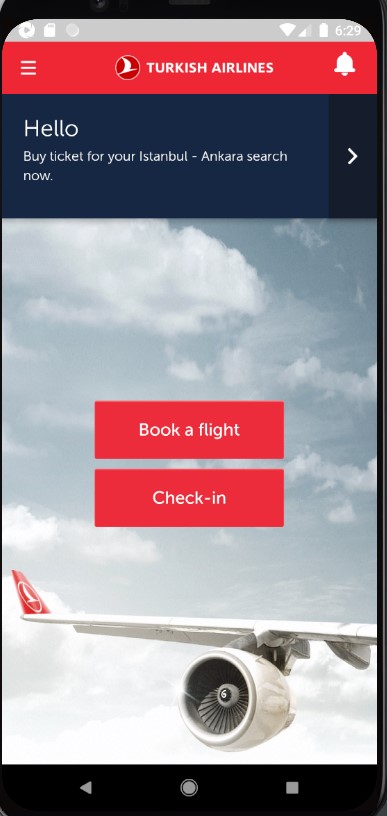 6:29
TURKISH AIRLINES
Hello
Buy ticket for your Istanbul - Ankara search
now.
Book a flight
Check-in